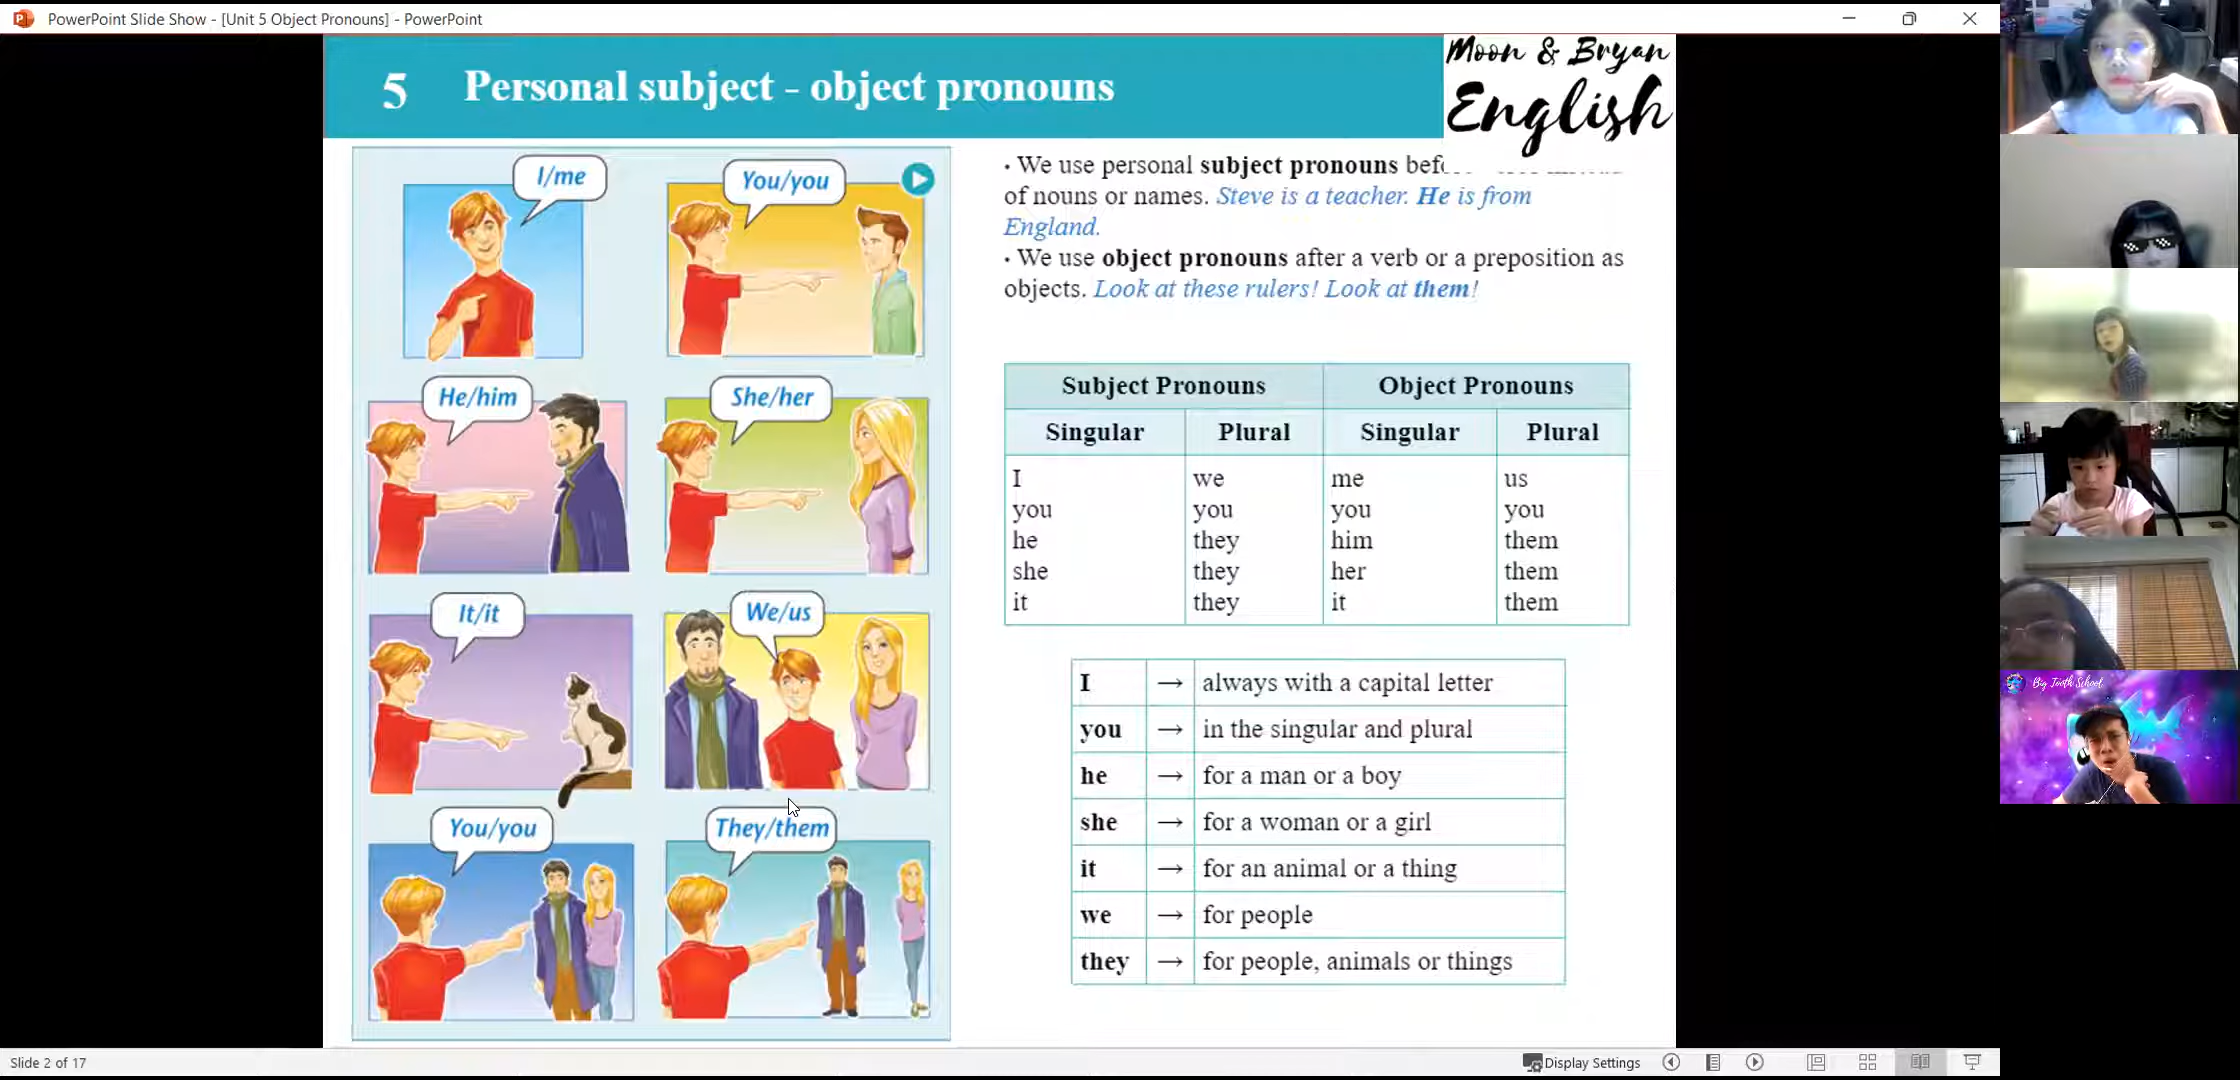 PowerPoint Slide Show - [Unit 5 Object Pronouns] - PowerPoint
5 Personal subject - object pronouns
Moon & Bryan
English
I/me
You/you
He/him
She/her
It/it
We/us
You/you
They/them
• We use personal subject pronouns
of nouns or names. Steve is a teacher. He is from
England.
• We use object pronouns after a verb or a preposition as
objects. Look at these rulers! Look at them!
Subject Pronouns Object Pronouns
Singular Plural Singular Plural
I we me us
you you you you
he they him them
she they her them
it they it them
I → always with a capital letter
you → in the singular and plural
he → for a man or a boy
she → for a woman or a girl
it → for an animal or a thing
we → for people
they → for people, animals or things
Big Tooth School
Slide 2 of 17
Display Settings